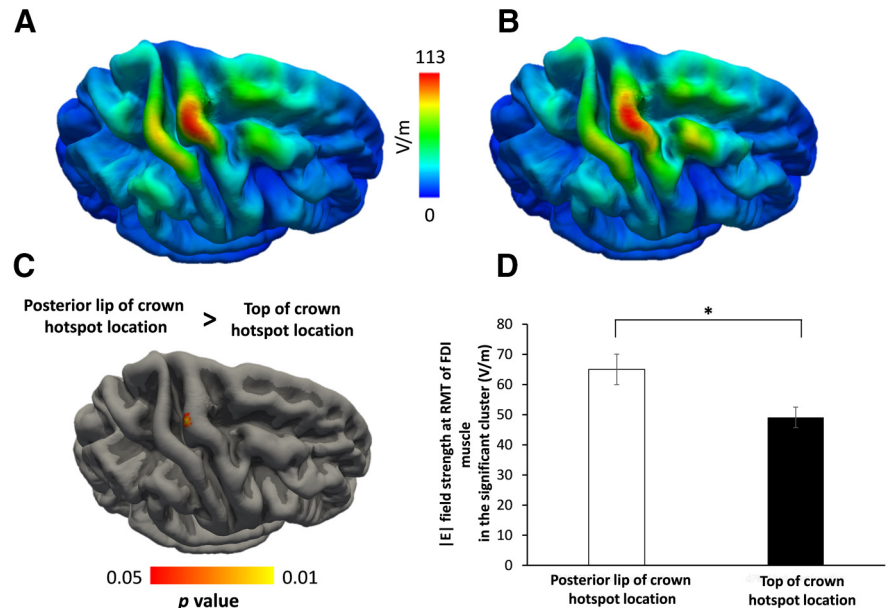 A
B
113
V/m
0
C
D
Posterior lip of crown
hotspot location
>
Top of crown
hotspot location
0.05
0.01
p value
*
|E| field strength at RMT of FDI
muscle
in the significant cluster (V/m)
80
70
60
50
40
30
20
10
0
Posterior lip of crown
hotspot location
Top of crown
hotspot location